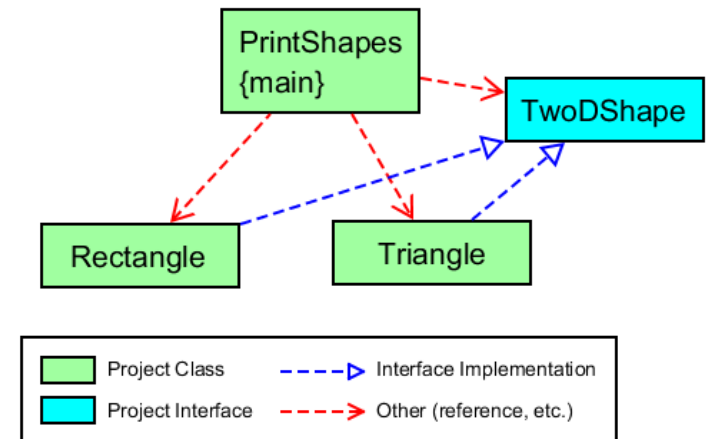 PrintShapes
{main}
TwoDShape
Rectangle
Triangle
Project Class
Interface Implementation
Project Interface
Other (reference, etc.)